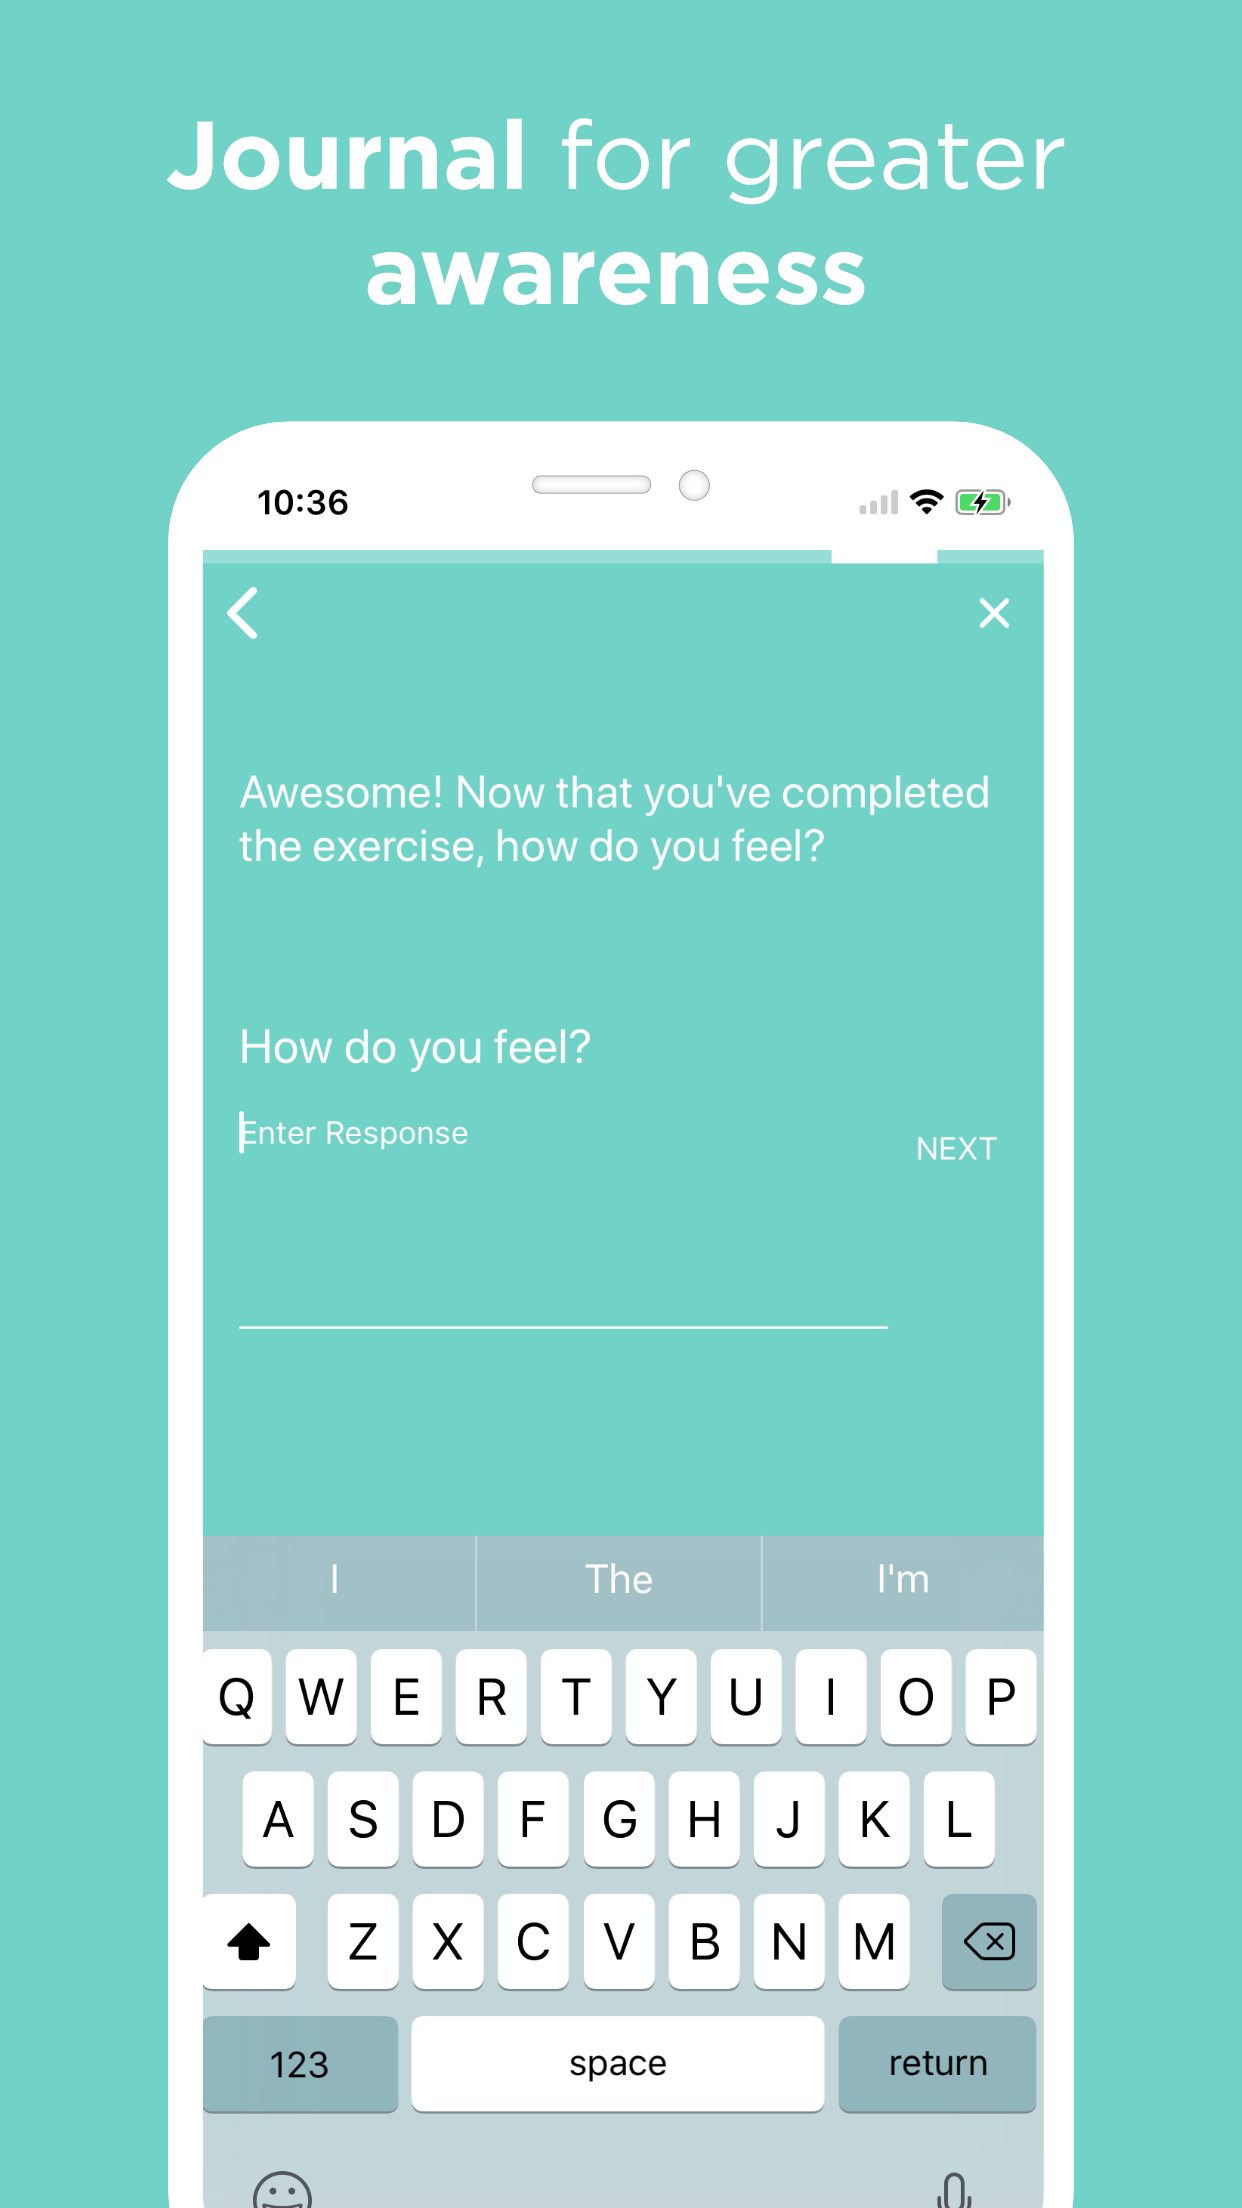 Journal for greater
awareness
10:36
Awesome! Now that you've completed
the exercise, how do you feel?
How do you feel?
Enter Response
NEXT
I The I'm
Q W E R T Y U I O P
A S D F G H J K L
Z X C V B N M
123 space return